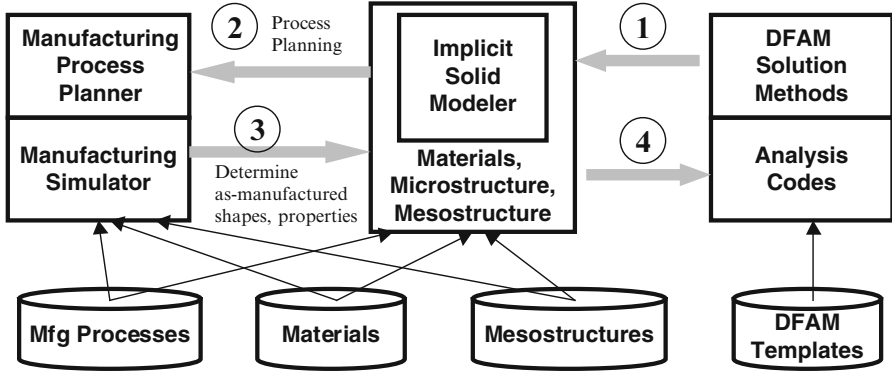 Manufacturing
Process
Planner
2
Process
Planning
Implicit
Solid
Modeler
1
DFAM
Solution
Methods
Manufacturing
Simulator
3
Determine
as-manufactured
shapes, properties
Materials,
Microstructure,
Mesostructure
4
Analysis
Codes
Mfg Processes
Materials
Mesostructures
DFAM
Templates